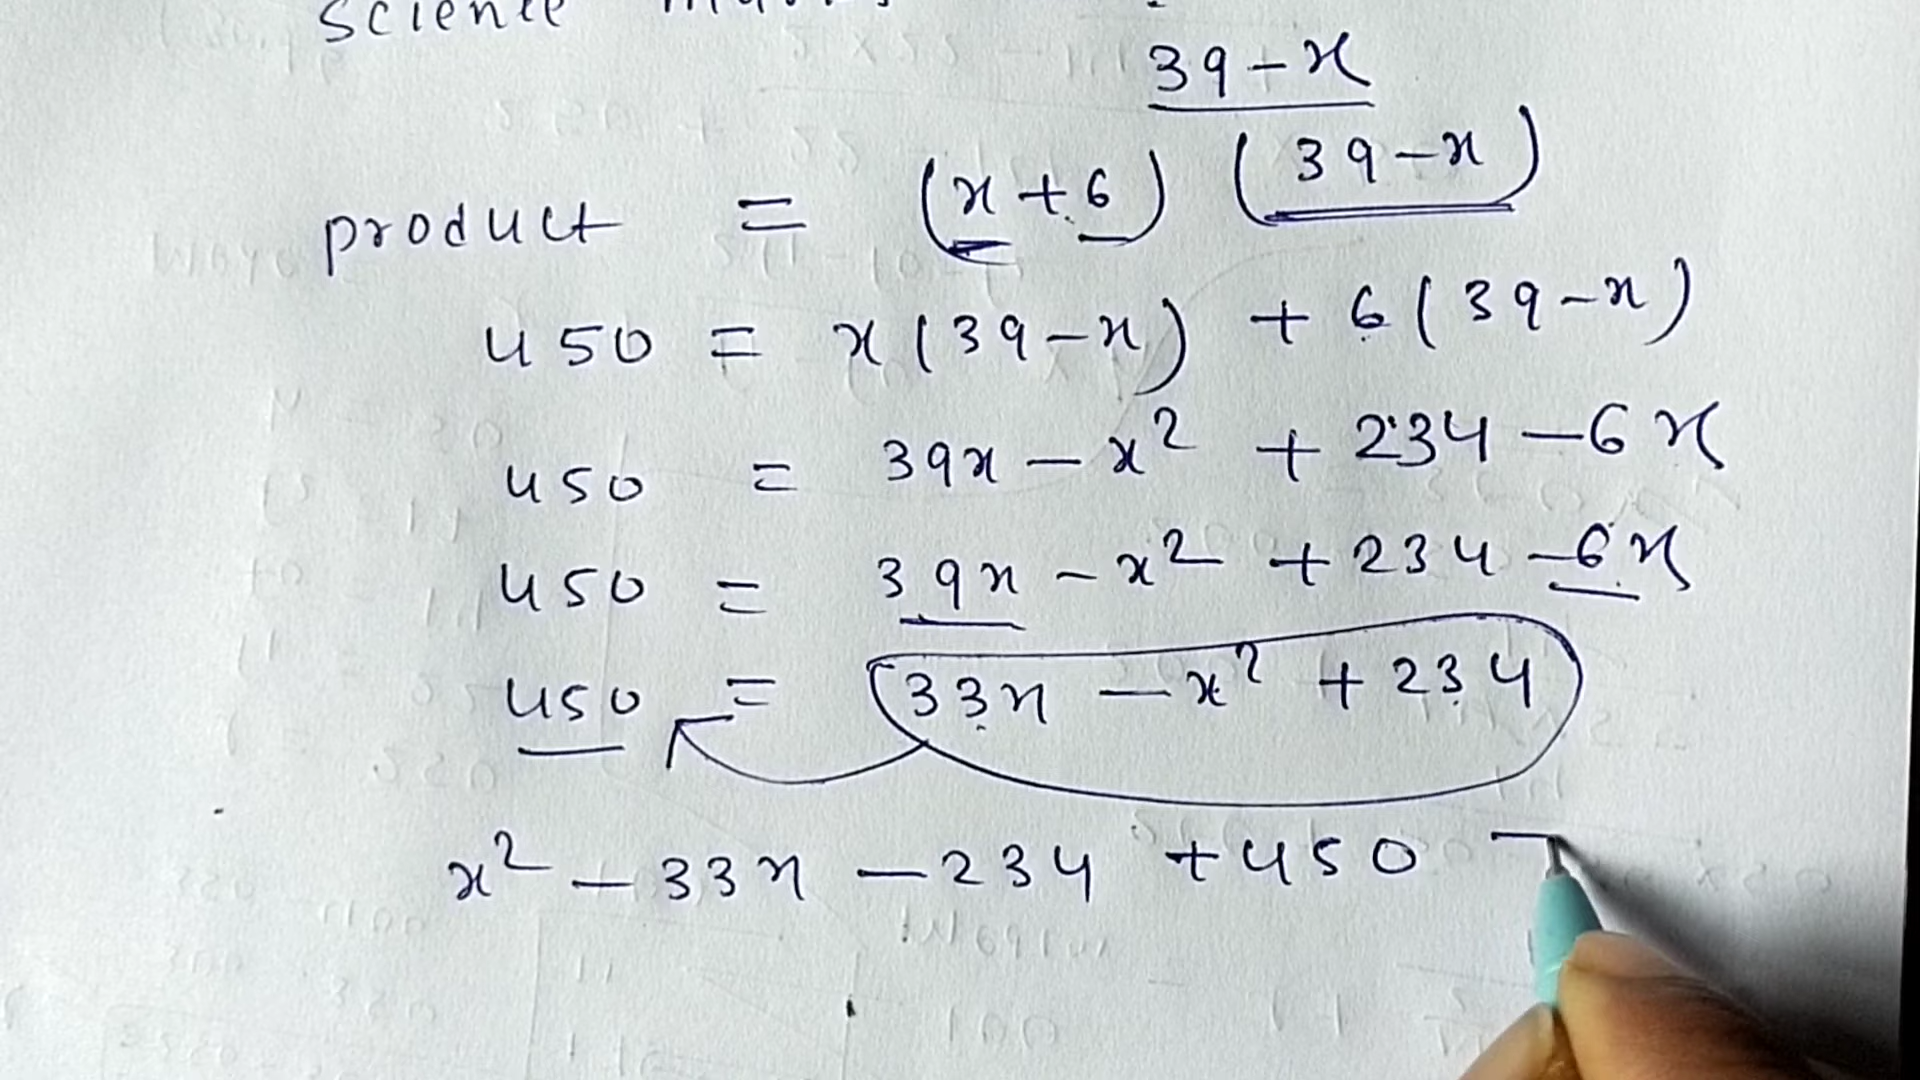 science
39-x
product = (x+6) (39-x)
450 = x(39-x) + 6(39-x)
450 = 39x - x² + 234 - 6x
450 = 39x - x² + 234 - 6x
450 = 33x - x² + 234
x² - 33x - 234 + 450